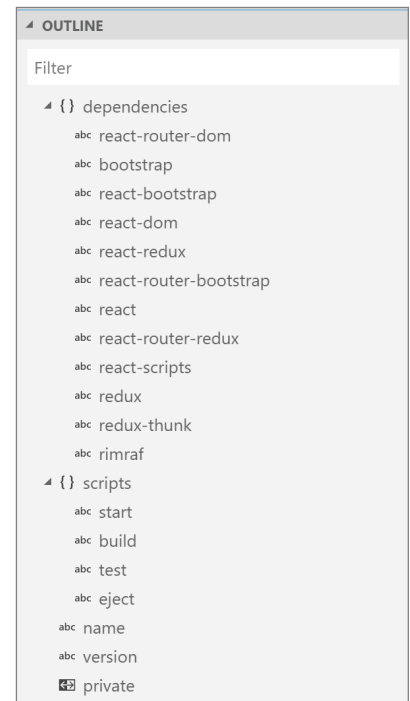 OUTLINE
Filter
{ } dependencies
abc react-router-dom
abc bootstrap
abc react-bootstrap
abc react-dom
abc react-redux
abc react-router-bootstrap
abc react
abc react-router-redux
abc react-scripts
abc redux
abc redux-thunk
abc rimraf
{ } scripts
abc start
abc build
abc test
abc eject
abc name
abc version
private